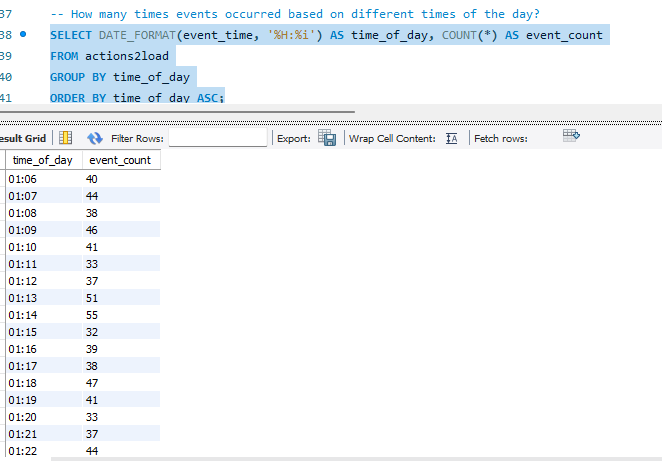 37 -- How many times events occurred based on different times of the day?
38 SELECT DATE_FORMAT(event_time, '%H:%i') AS time_of_day, COUNT(*) AS event_count
39 FROM actions2load
40 GROUP BY time_of_day
41 ORDER BY time_of_day ASC;
esult Grid Filter Rows: Export: Wrap Cell Content: Fetch rows:
time_of_day event_count
01:06 40
01:07 44
01:08 38
01:09 46
01:10 41
01:11 33
01:12 37
01:13 51
01:14 55
01:15 32
01:16 39
01:17 38
01:18 47
01:19 41
01:20 33
01:21 37
01:22 44